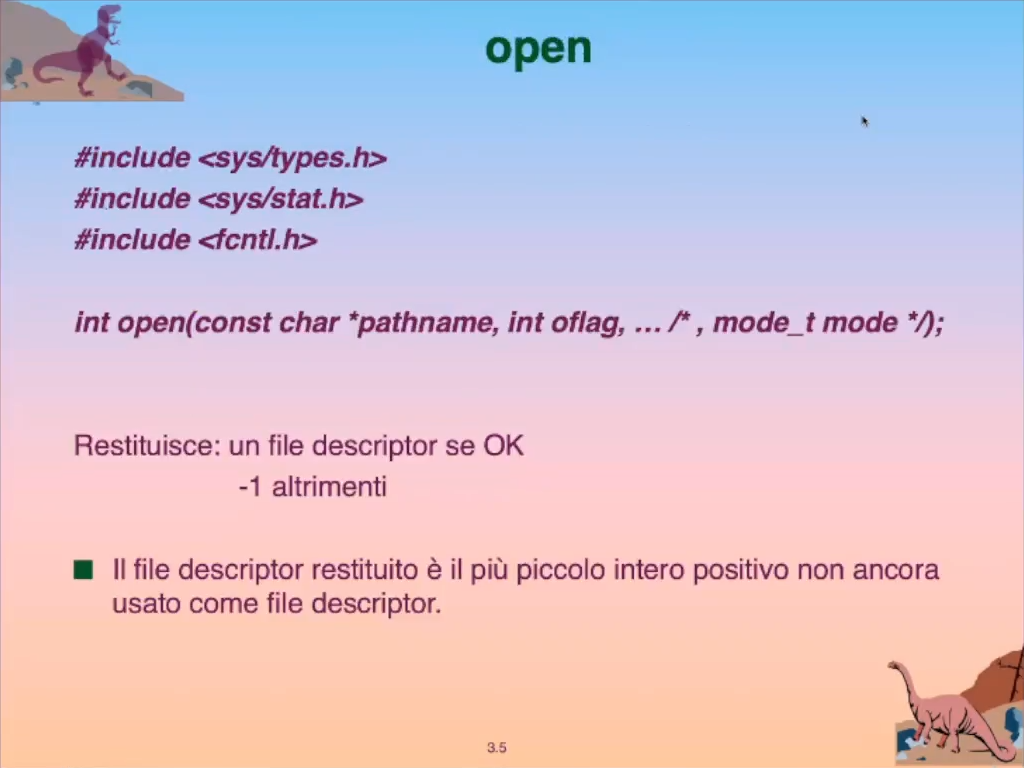 open
#include <sys/types.h>
#include <sys/stat.h>
#include <fcntl.h>
int open(const char *pathname, int oflag, … /* , mode_t mode */);
Restituisce: un file descriptor se OK
-1 altrimenti
Il file descriptor restituito è il più piccolo intero positivo non ancora
usato come file descriptor.
3.5